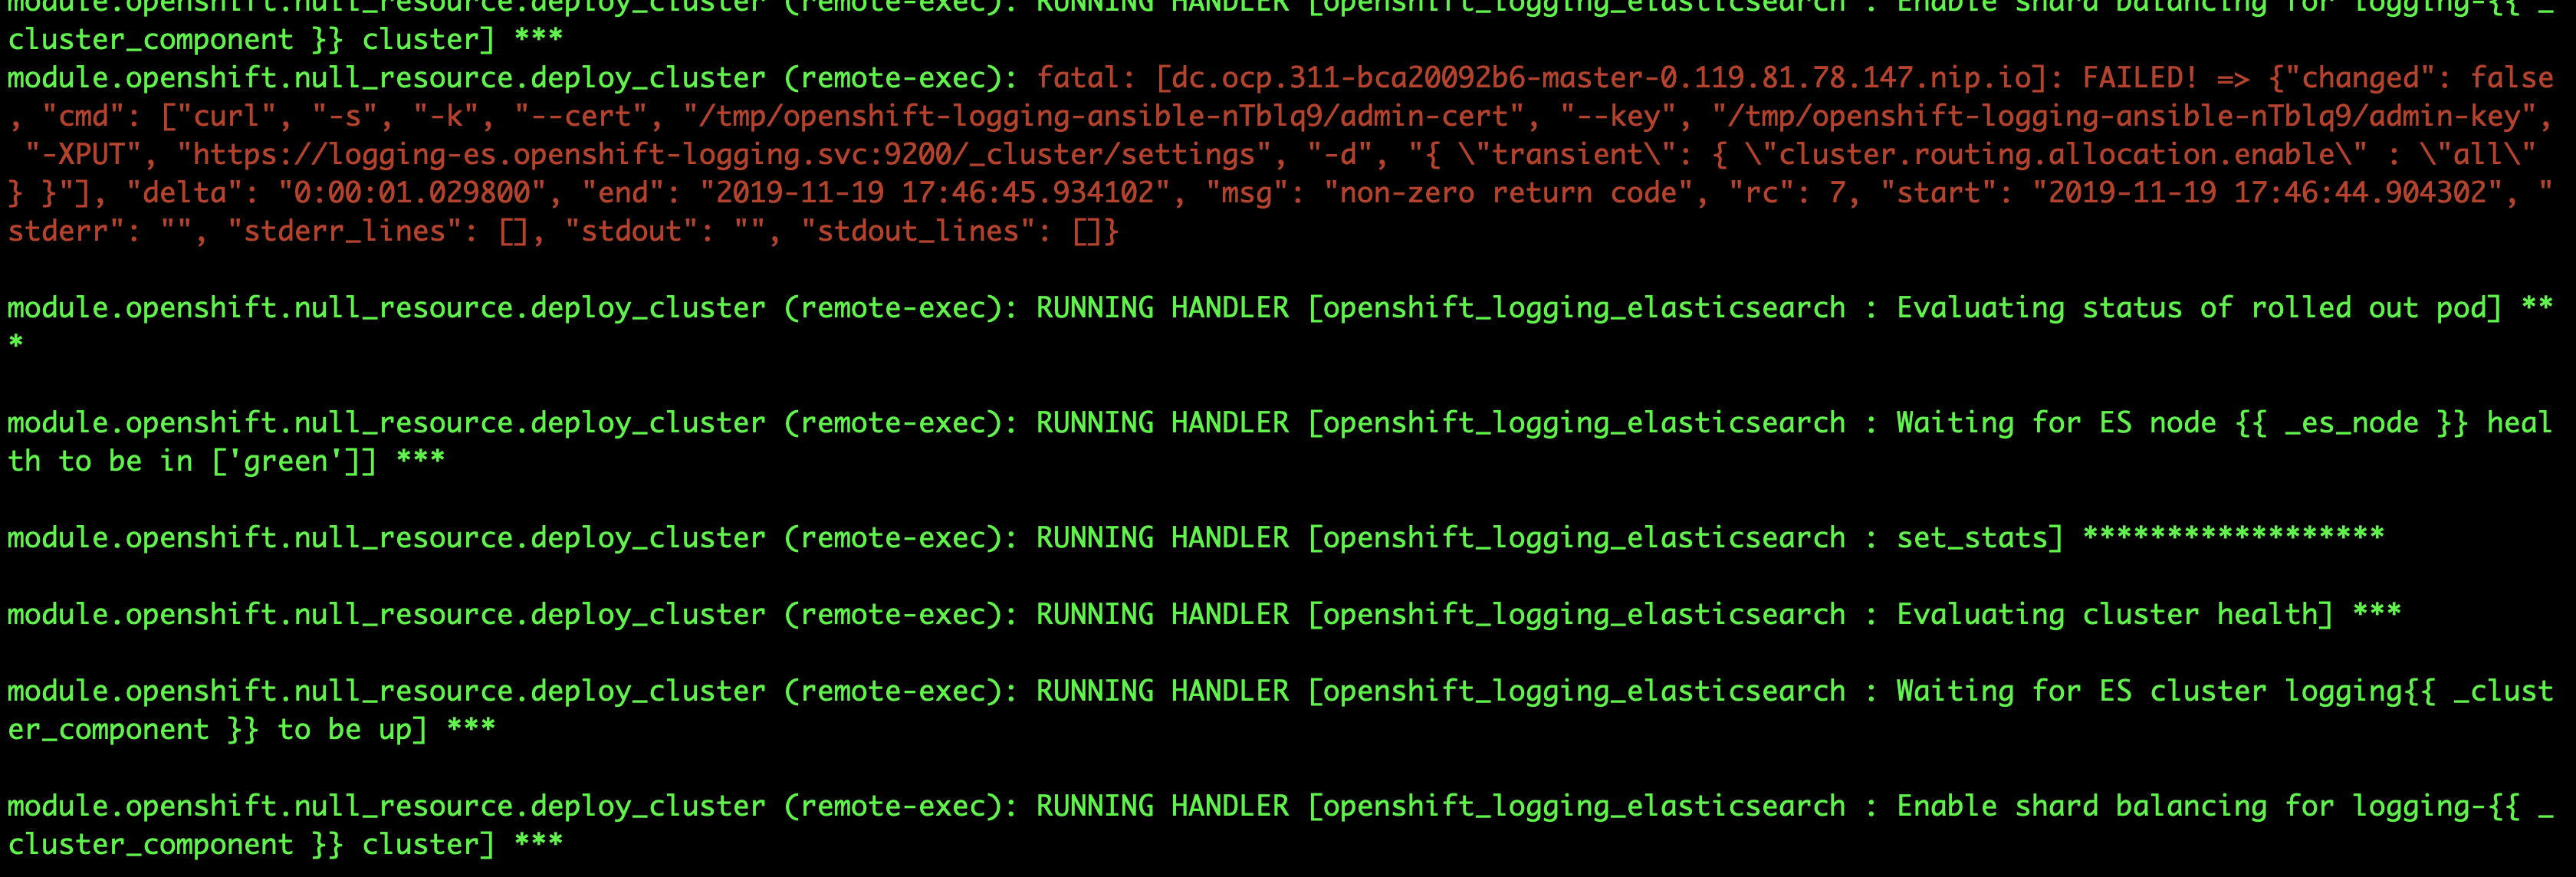 module.openshift.null_resource.deploy_cluster (remote-exec): RUNNING HANDLER [openshift_logging_elasticsearch : Enable shard balancing for logging-{{ _
cluster_component }} cluster] ***
module.openshift.null_resource.deploy_cluster (remote-exec): fatal: [dc.ocp.311-bca20092b6-master-0.119.81.78.147.nip.io]: FAILED! => {"changed": false
, "cmd": ["curl", "-s", "-k", "--cert", "/tmp/openshift-logging-ansible-nTblq9/admin-cert", "--key", "/tmp/openshift-logging-ansible-nTblq9/admin-key",
 "-XPUT", "https://logging-es.openshift-logging.svc:9200/_cluster/settings", "-d", "{ \"transient\": { \"cluster.routing.allocation.enable\" : \"all\"
} }"], "delta": "0:00:01.029800", "end": "2019-11-19 17:46:45.934102", "msg": "non-zero return code", "rc": 7, "start": "2019-11-19 17:46:44.904302", "
stderr": "", "stderr_lines": [], "stdout": "", "stdout_lines": []}
module.openshift.null_resource.deploy_cluster (remote-exec): RUNNING HANDLER [openshift_logging_elasticsearch : Evaluating status of rolled out pod] **
*
module.openshift.null_resource.deploy_cluster (remote-exec): RUNNING HANDLER [openshift_logging_elasticsearch : Waiting for ES node {{ _es_node }} heal
th to be in ['green']] ***
module.openshift.null_resource.deploy_cluster (remote-exec): RUNNING HANDLER [openshift_logging_elasticsearch : set_stats] ******************
module.openshift.null_resource.deploy_cluster (remote-exec): RUNNING HANDLER [openshift_logging_elasticsearch : Evaluating cluster health] ***
module.openshift.null_resource.deploy_cluster (remote-exec): RUNNING HANDLER [openshift_logging_elasticsearch : Waiting for ES cluster logging{{ _clust
er_component }} to be up] ***
module.openshift.null_resource.deploy_cluster (remote-exec): RUNNING HANDLER [openshift_logging_elasticsearch : Enable shard balancing for logging-{{ _
cluster_component }} cluster] ***